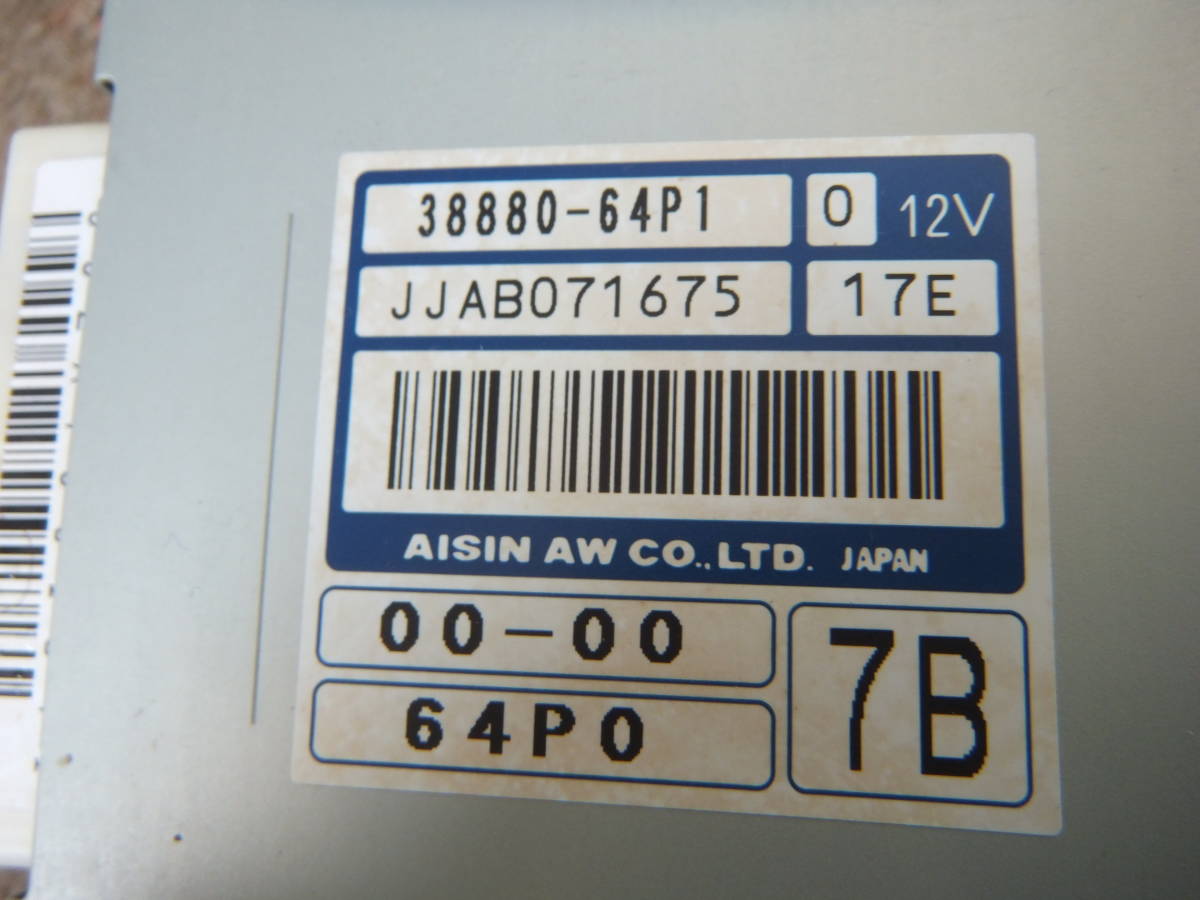 38880-64P1 0 12V
JJAB071675 17E
AISIN AW CO.,LTD. JAPAN
00-00
64P0
7B